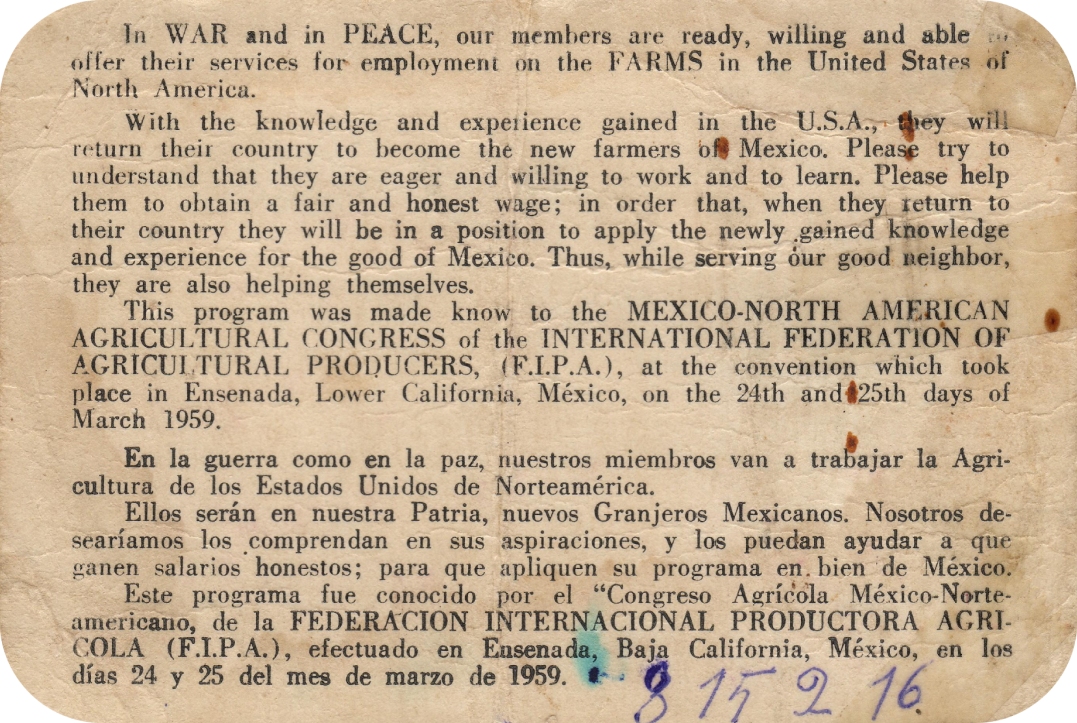 In WAR and in PEACE, our members are ready, willing and able to
offer their services for employment on the FARMS in the United States of
North America.
With the knowledge and experience gained in the U.S.A., they will
return their country to become the new farmers of Mexico. Please try to
understand that they are eager and willing to work and to learn. Please help
them to obtain a fair and honest wage; in order that, when they return to
their country they will be in a position to apply the newly gained knowledge
and experience for the good of Mexico. Thus, while serving our good neighbor,
they are also helping themselves.
This program was made know to the MEXICO-NORTH AMERICAN
AGRICULTURAL CONGRESS of the INTERNATIONAL FEDERATION OF
AGRICULTURAL PRODUCERS, (F.I.P.A.), at the convention which took
place in Ensenada, Lower California, México, on the 24th and 25th days of
March 1959.
En la guerra como en la paz, nuestros miembros van a trabajar la Agri-
cultura de los Estados Unidos de Norteamérica.
Ellos serán en nuestra Patria, nuevos Granjeros Mexicanos. Nosotros de-
searíamos los comprendan en sus aspiraciones, y los puedan ayudar a que
ganen salarios honestos; para que apliquen su programa en bien de México.
Este programa fue conocido por el “Congreso Agrícola México-Norte-
americano, de la FEDERACION INTERNACIONAL PRODUCTORA AGRI-
COLA (F.I.P.A.), efectuado en Ensenada, Baja California, México, en los
días 24 y 25 del mes de marzo de 1959. 8 15 2 16